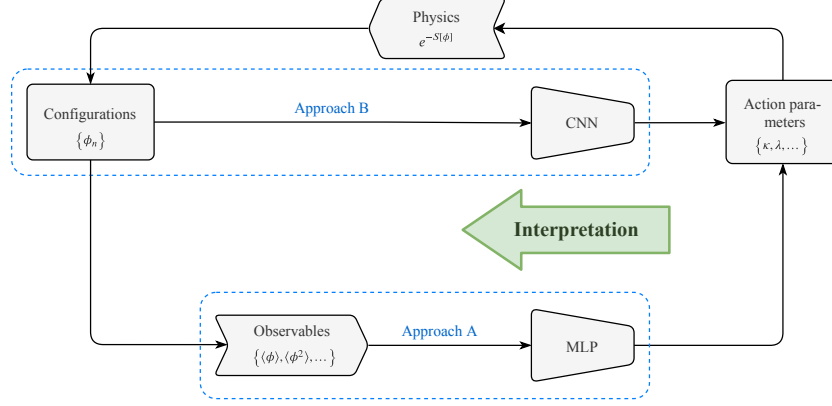 Physics
e^{-S[ϕ]}
Configurations
{ϕ_n}
Approach B
CNN
Action para-
meters
{κ, λ, …}
Interpretation
Observables
{⟨ϕ⟩, ⟨ϕ²⟩, …}
Approach A
MLP